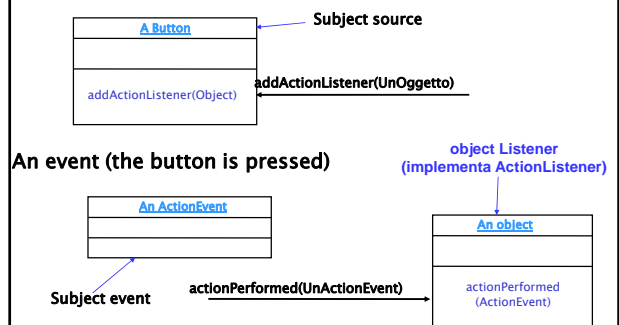 Subject source
A Button
addActionListener(UnOggetto)
addActionListener(Object)
An event (the button is pressed)
object Listener
(implementa ActionListener)
An ActionEvent
An object
actionPerformed(UnActionEvent)
actionPerformed
(ActionEvent)
Subject event